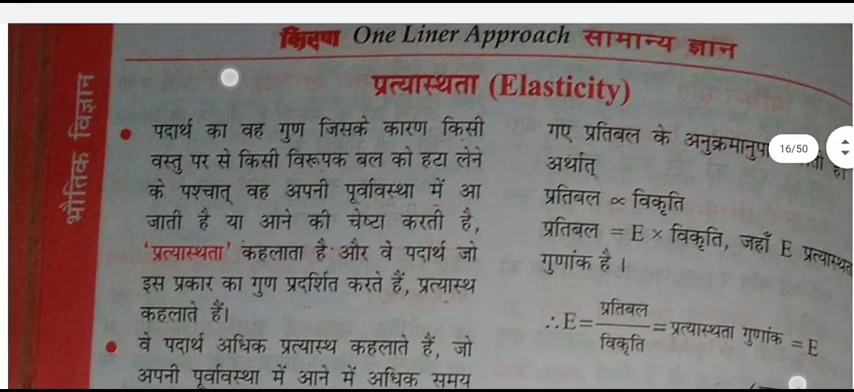 किरण One Liner Approach सामान्य ज्ञान
भौतिक विज्ञान
प्रत्यास्थता (Elasticity)
• पदार्थ का वह गुण जिसके कारण किसी
वस्तु पर से किसी विरूपक बल को हटा लेने
के पश्चात् वह अपनी पूर्वावस्था में आ
जाती है या आने की चेष्टा करती है,
'प्रत्यास्थता' कहलाता है और वे पदार्थ जो
इस प्रकार का गुण प्रदर्शित करते हैं, प्रत्यास्थ
कहलाते हैं।
• वे पदार्थ अधिक प्रत्यास्थ कहलाते हैं, जो
अपनी पूर्वावस्था में आने में अधिक समय
गए प्रतिबल के
16/50
अर्थात्
प्रतिबल ∝ विकृति
प्रतिबल = E × विकृति, जहाँ E
गुणांक है ।
∴E= प्रतिबल / विकृति = प्रत्यास्थता गुणांक = E